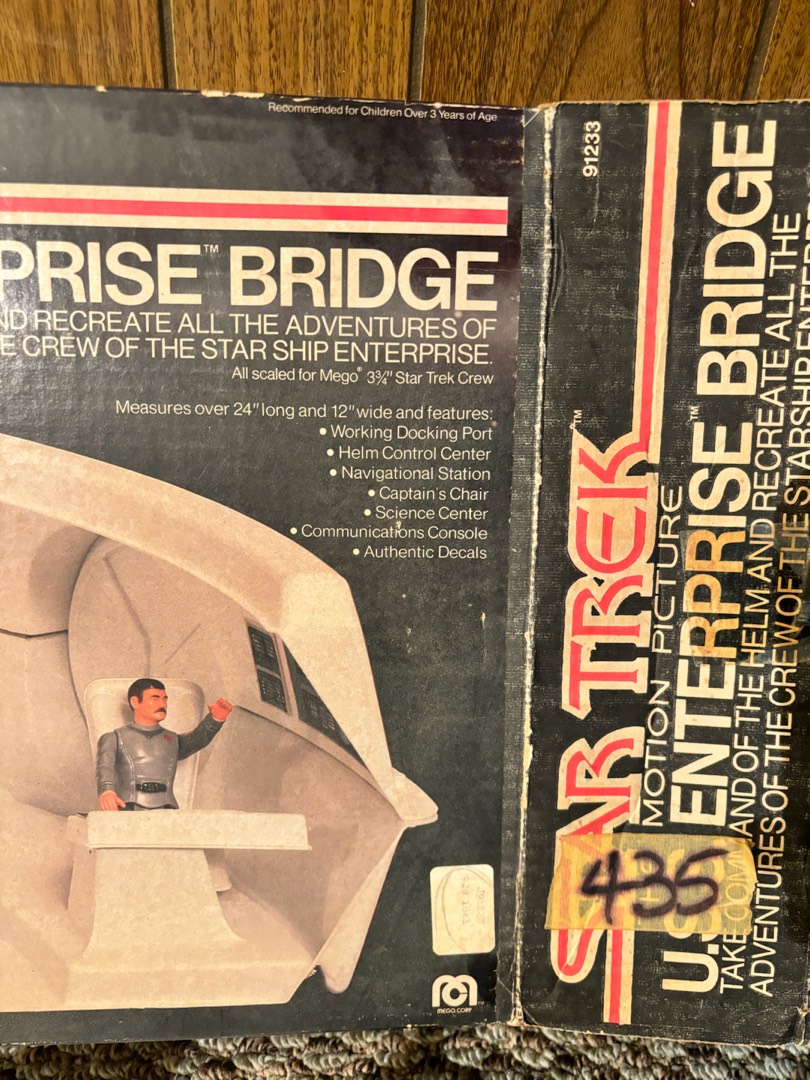 Recommended for Children Over 3 Years of Age
PRISE™ BRIDGE
ND RECREATE ALL THE ADVENTURES OF
E CREW OF THE STAR SHIP ENTERPRISE.
All scaled for Mego® 3¾" Star Trek Crew
Measures over 24" long and 12" wide and features:
• Working Docking Port
• Helm Control Center
• Navigational Station
• Captain's Chair
• Science Center
• Communications Console
• Authentic Decals
MEGO CORP
91233
STAR TREK™
MOTION PICTURE
U.S. ENTERPRISE™ BRIDGE
TAKE COMMAND OF THE HELM AND RECREATE ALL THE
ADVENTURES OF THE CREW OF THE STARSHIP ENTERPR
435